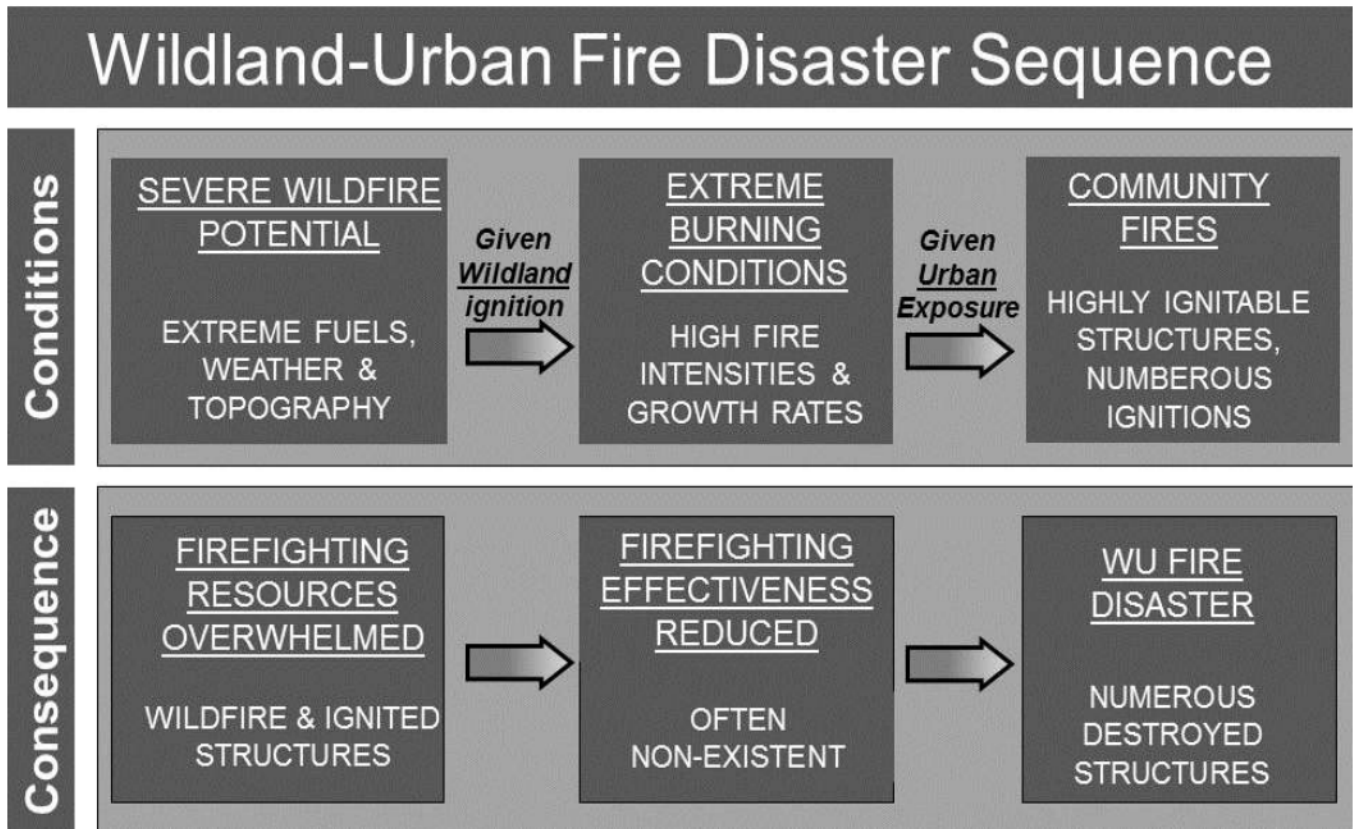 Wildland-Urban Fire Disaster Sequence
Conditions
SEVERE WILDFIRE
POTENTIAL
EXTREME FUELS,
WEATHER &
TOPOGRAPHY
Given
Wildland
ignition
EXTREME
BURNING
CONDITIONS
HIGH FIRE
INTENSITIES &
GROWTH RATES
Given
Urban
Exposure
COMMUNITY
FIRES
HIGHLY IGNITABLE
STRUCTURES,
NUMBEROUS
IGNITIONS
Consequence
FIREFIGHTING
RESOURCES
OVERWHELMED
WILDFIRE & IGNITED
STRUCTURES
FIREFIGHTING
EFFECTIVENESS
REDUCED
OFTEN
NON-EXISTENT
WU FIRE
DISASTER
NUMEROUS
DESTROYED
STRUCTURES